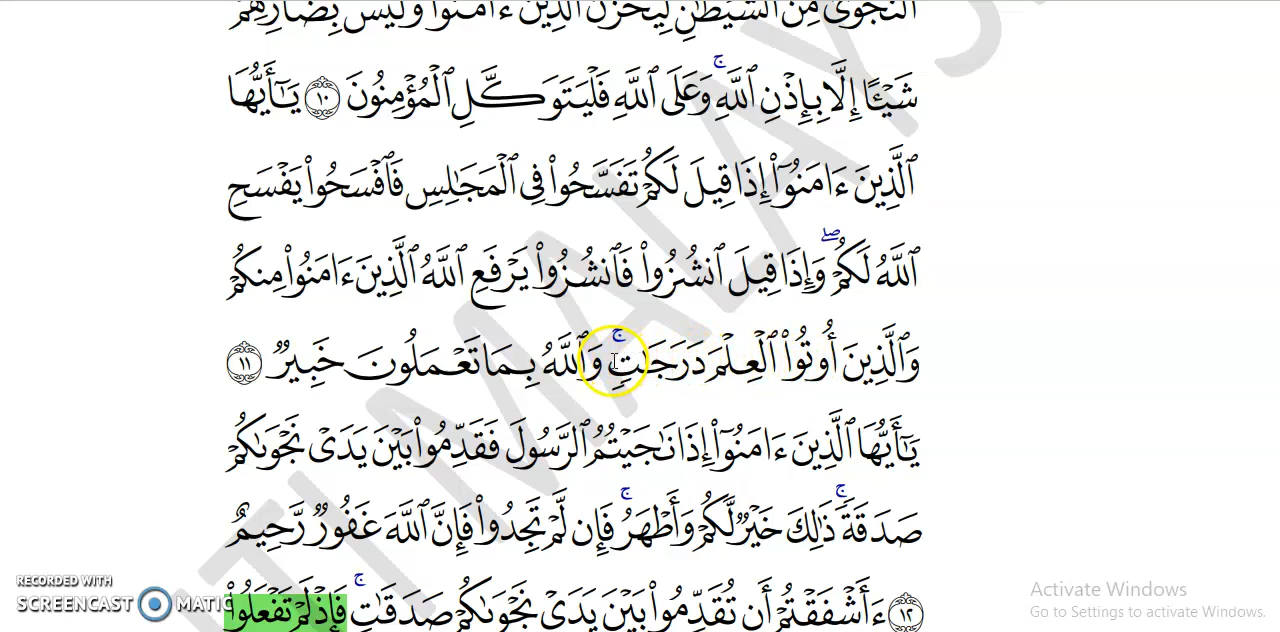 ٱلنَّجْوَىٰ مِنَ ٱلشَّيْطَٰنِ لِيَحْزُنَ ٱلَّذِينَ ءَامَنُوا۟ وَلَيْسَ بِضَآرِّهِمْ
شَيْـًٔا إِلَّا بِإِذْنِ ٱللَّهِ ۚ وَعَلَى ٱللَّهِ فَلْيَتَوَكَّلِ ٱلْمُؤْمِنُونَ ١٠ يَٰٓأَيُّهَا
ٱلَّذِينَ ءَامَنُوٓا۟ إِذَا قِيلَ لَكُمْ تَفَسَّحُوا۟ فِى ٱلْمَجَٰلِسِ فَٱفْسَحُوا۟ يَفْسَحِ
ٱللَّهُ لَكُمْ ۖ وَإِذَا قِيلَ ٱنشُزُوا۟ فَٱنشُزُوا۟ يَرْفَعِ ٱللَّهُ ٱلَّذِينَ ءَامَنُوا۟ مِنكُمْ
وَٱلَّذِينَ أُوتُوا۟ ٱلْعِلْمَ دَرَجَٰتٍ ۚ وَٱللَّهُ بِمَا تَعْمَلُونَ خَبِيرٌ ١١
يَٰٓأَيُّهَا ٱلَّذِينَ ءَامَنُوٓا۟ إِذَا نَٰجَيْتُمُ ٱلرَّسُولَ فَقَدِّمُوا۟ بَيْنَ يَدَىْ نَجْوَىٰكُمْ
صَدَقَةً ۚ ذَٰلِكَ خَيْرٌ لَّكُمْ وَأَطْهَرُ ۚ فَإِن لَّمْ تَجِدُوا۟ فَإِنَّ ٱللَّهَ غَفُورٌ رَّحِيمٌ
١٢ ءَأَشْفَقْتُمْ أَن تُقَدِّمُوا۟ بَيْنَ يَدَىْ نَجْوَىٰكُمْ صَدَقَٰتٍ ۚ فَإِذْ لَمْ تَفْعَلُوا۟
RECORDED WITH
SCREENCAST MATIC
Activate Windows
Go to Settings to activate Windows.